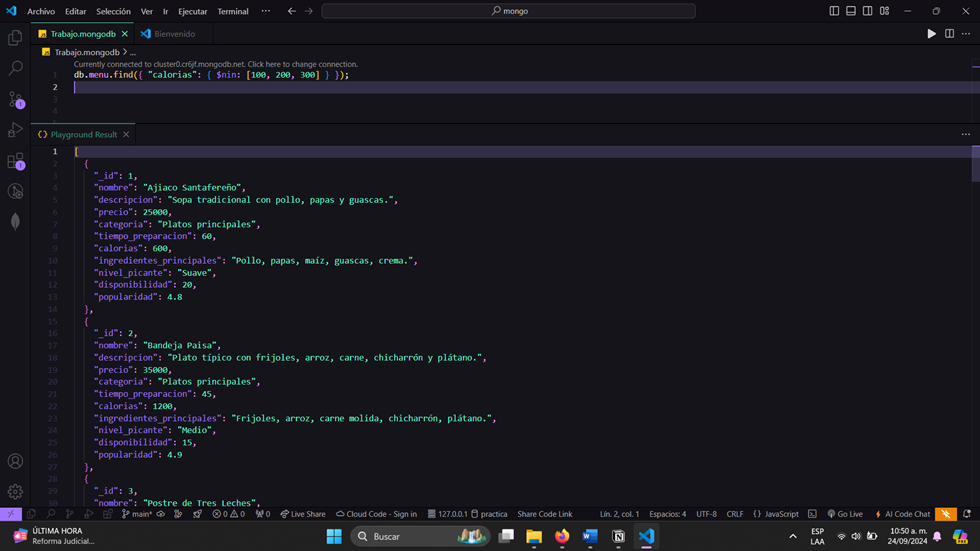 Archivo Editar Selección Ver Ir Ejecutar Terminal ··· mongo
Trabajo.mongodb Bienvenido
Trabajo.mongodb > ...
Currently connected to cluster0.cr6jf.mongodb.net. Click here to change connection.
1 db.menu.find({ "calorias": { $nin: [100, 200, 300] } });
2
3
4
Playground Result
1 [
2 {
3 "_id": 1,
4 "nombre": "Ajiaco Santafereño",
5 "descripcion": "Sopa tradicional con pollo, papas y guascas.",
6 "precio": 25000,
7 "categoria": "Platos principales",
8 "tiempo_preparacion": 60,
9 "calorias": 600,
10 "ingredientes_principales": "Pollo, papas, maíz, guascas, crema.",
11 "nivel_picante": "Suave",
12 "disponibilidad": 20,
13 "popularidad": 4.8
14 },
15 {
16 "_id": 2,
17 "nombre": "Bandeja Paisa",
18 "descripcion": "Plato típico con frijoles, arroz, carne, chicharrón y plátano.",
19 "precio": 35000,
20 "categoria": "Platos principales",
21 "tiempo_preparacion": 45,
22 "calorias": 1200,
23 "ingredientes_principales": "Frijoles, arroz, carne molida, chicharrón, plátano.",
24 "nivel_picante": "Medio",
25 "disponibilidad": 15,
26 "popularidad": 4.9
27 },
28 {
29 "_id": 3,
30 "nombre": "Postre de Tres Leches",
main* 0 0 0 Live Share Cloud Code - Sign in 127.0.0.1 practica Share Code Link Lín. 2, col. 1 Espacios: 4 UTF-8 CRLF {} JavaScript Go Live AI Code Chat
ÚLTIMA HORA
Reforma Judicial...
Buscar
ESP
LAA
10:50 a. m.
24/09/2024